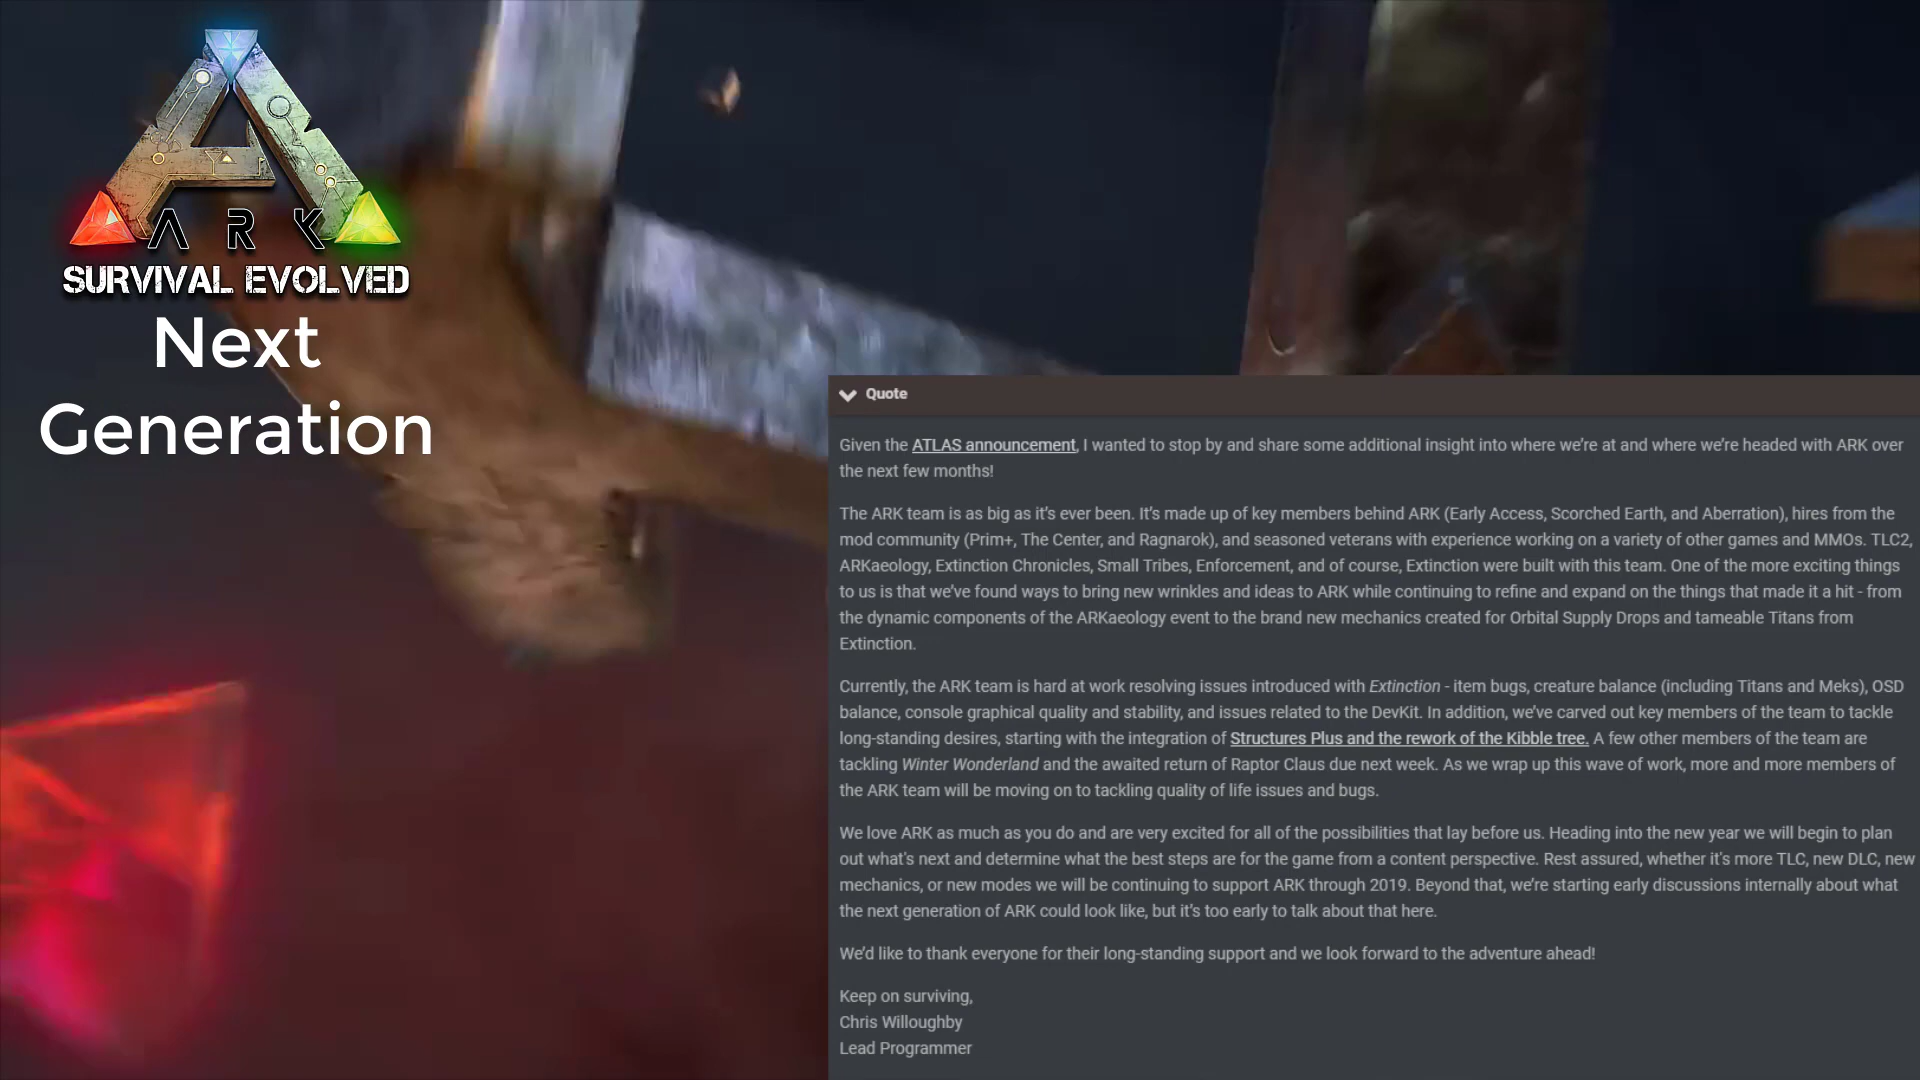 ARK
SURVIVAL EVOLVED
Next
Generation
Quote
Given the ATLAS announcement, I wanted to stop by and share some additional insight into where we're at and where we're headed with ARK over
the next few months!
The ARK team is as big as it's ever been. It's made up of key members behind ARK (Early Access, Scorched Earth, and Aberration), hires from the
mod community (Prim+, The Center, and Ragnarok), and seasoned veterans with experience working on a variety of other games and MMOs. TLC2,
ARKaeology, Extinction Chronicles, Small Tribes, Enforcement, and of course, Extinction were built with this team. One of the more exciting things
to us is that we've found ways to bring new wrinkles and ideas to ARK while continuing to refine and expand on the things that made it a hit - from
the dynamic components of the ARKaeology event to the brand new mechanics created for Orbital Supply Drops and tameable Titans from
Extinction.
Currently, the ARK team is hard at work resolving issues introduced with Extinction - item bugs, creature balance (including Titans and Meks), OSD
balance, console graphical quality and stability, and issues related to the DevKit. In addition, we've carved out key members of the team to tackle
long-standing desires, starting with the integration of Structures Plus and the rework of the Kibble tree. A few other members of the team are
tackling Winter Wonderland and the awaited return of Raptor Claus due next week. As we wrap up this wave of work, more and more members of
the ARK team will be moving on to tackling quality of life issues and bugs.
We love ARK as much as you do and are very excited for all of the possibilities that lay before us. Heading into the new year we will begin to plan
out what's next and determine what the best steps are for the game from a content perspective. Rest assured, whether it's more TLC, new DLC, new
mechanics, or new modes we will be continuing to support ARK through 2019. Beyond that, we're starting early discussions internally about what
the next generation of ARK could look like, but it's too early to talk about that here.
We'd like to thank everyone for their long-standing support and we look forward to the adventure ahead!
Keep on surviving,
Chris Willoughby
Lead Programmer